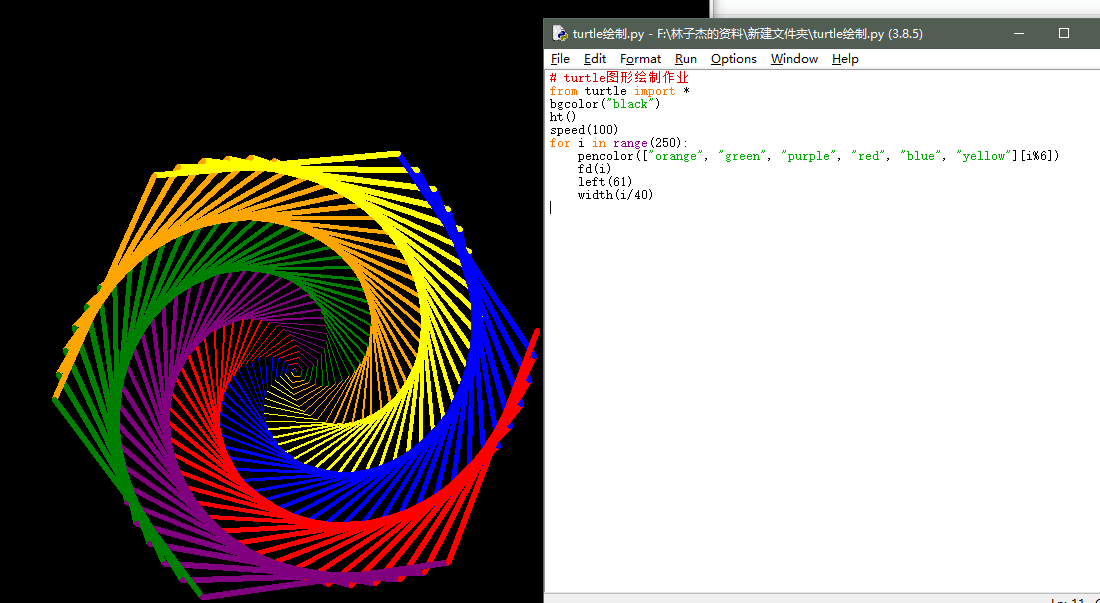 turtle绘制.py - F:\林子杰的资料\新建文件夹\turtle绘制.py (3.8.5)
File Edit Format Run Options Window Help
# turtle图形绘制作业
from turtle import *
bgcolor("black")
ht()
speed(100)
for i in range(250):
    pencolor(["orange", "green", "purple", "red", "blue", "yellow"][i%6])
    fd(i)
    left(61)
    width(i/40)